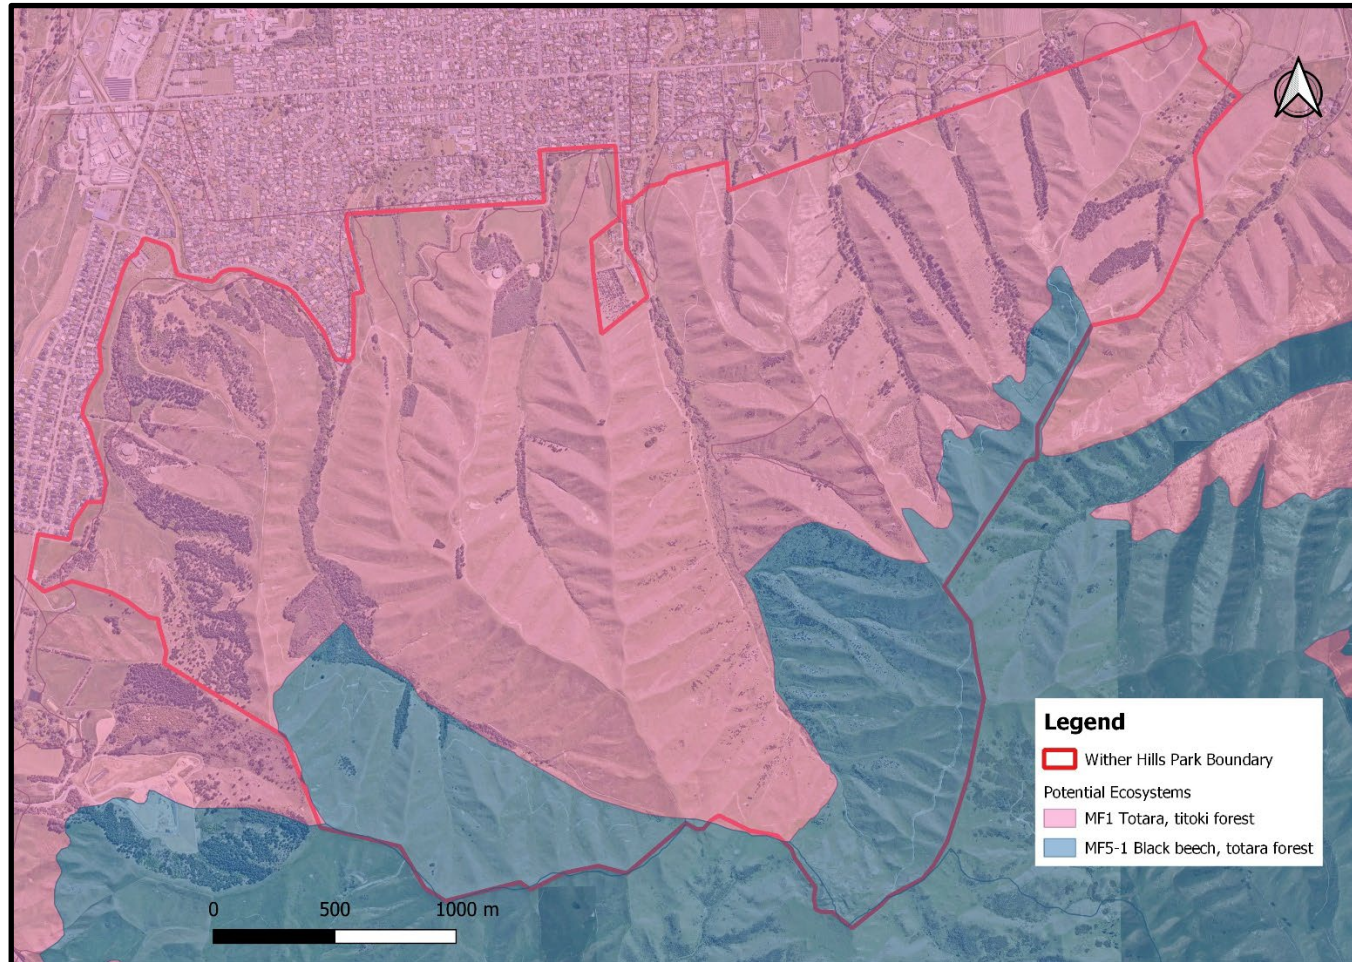 Legend
Wither Hills Park Boundary
Potential Ecosystems
MF1 Totara, titoki forest
MF5-1 Black beech, totara forest
0 500 1000 m